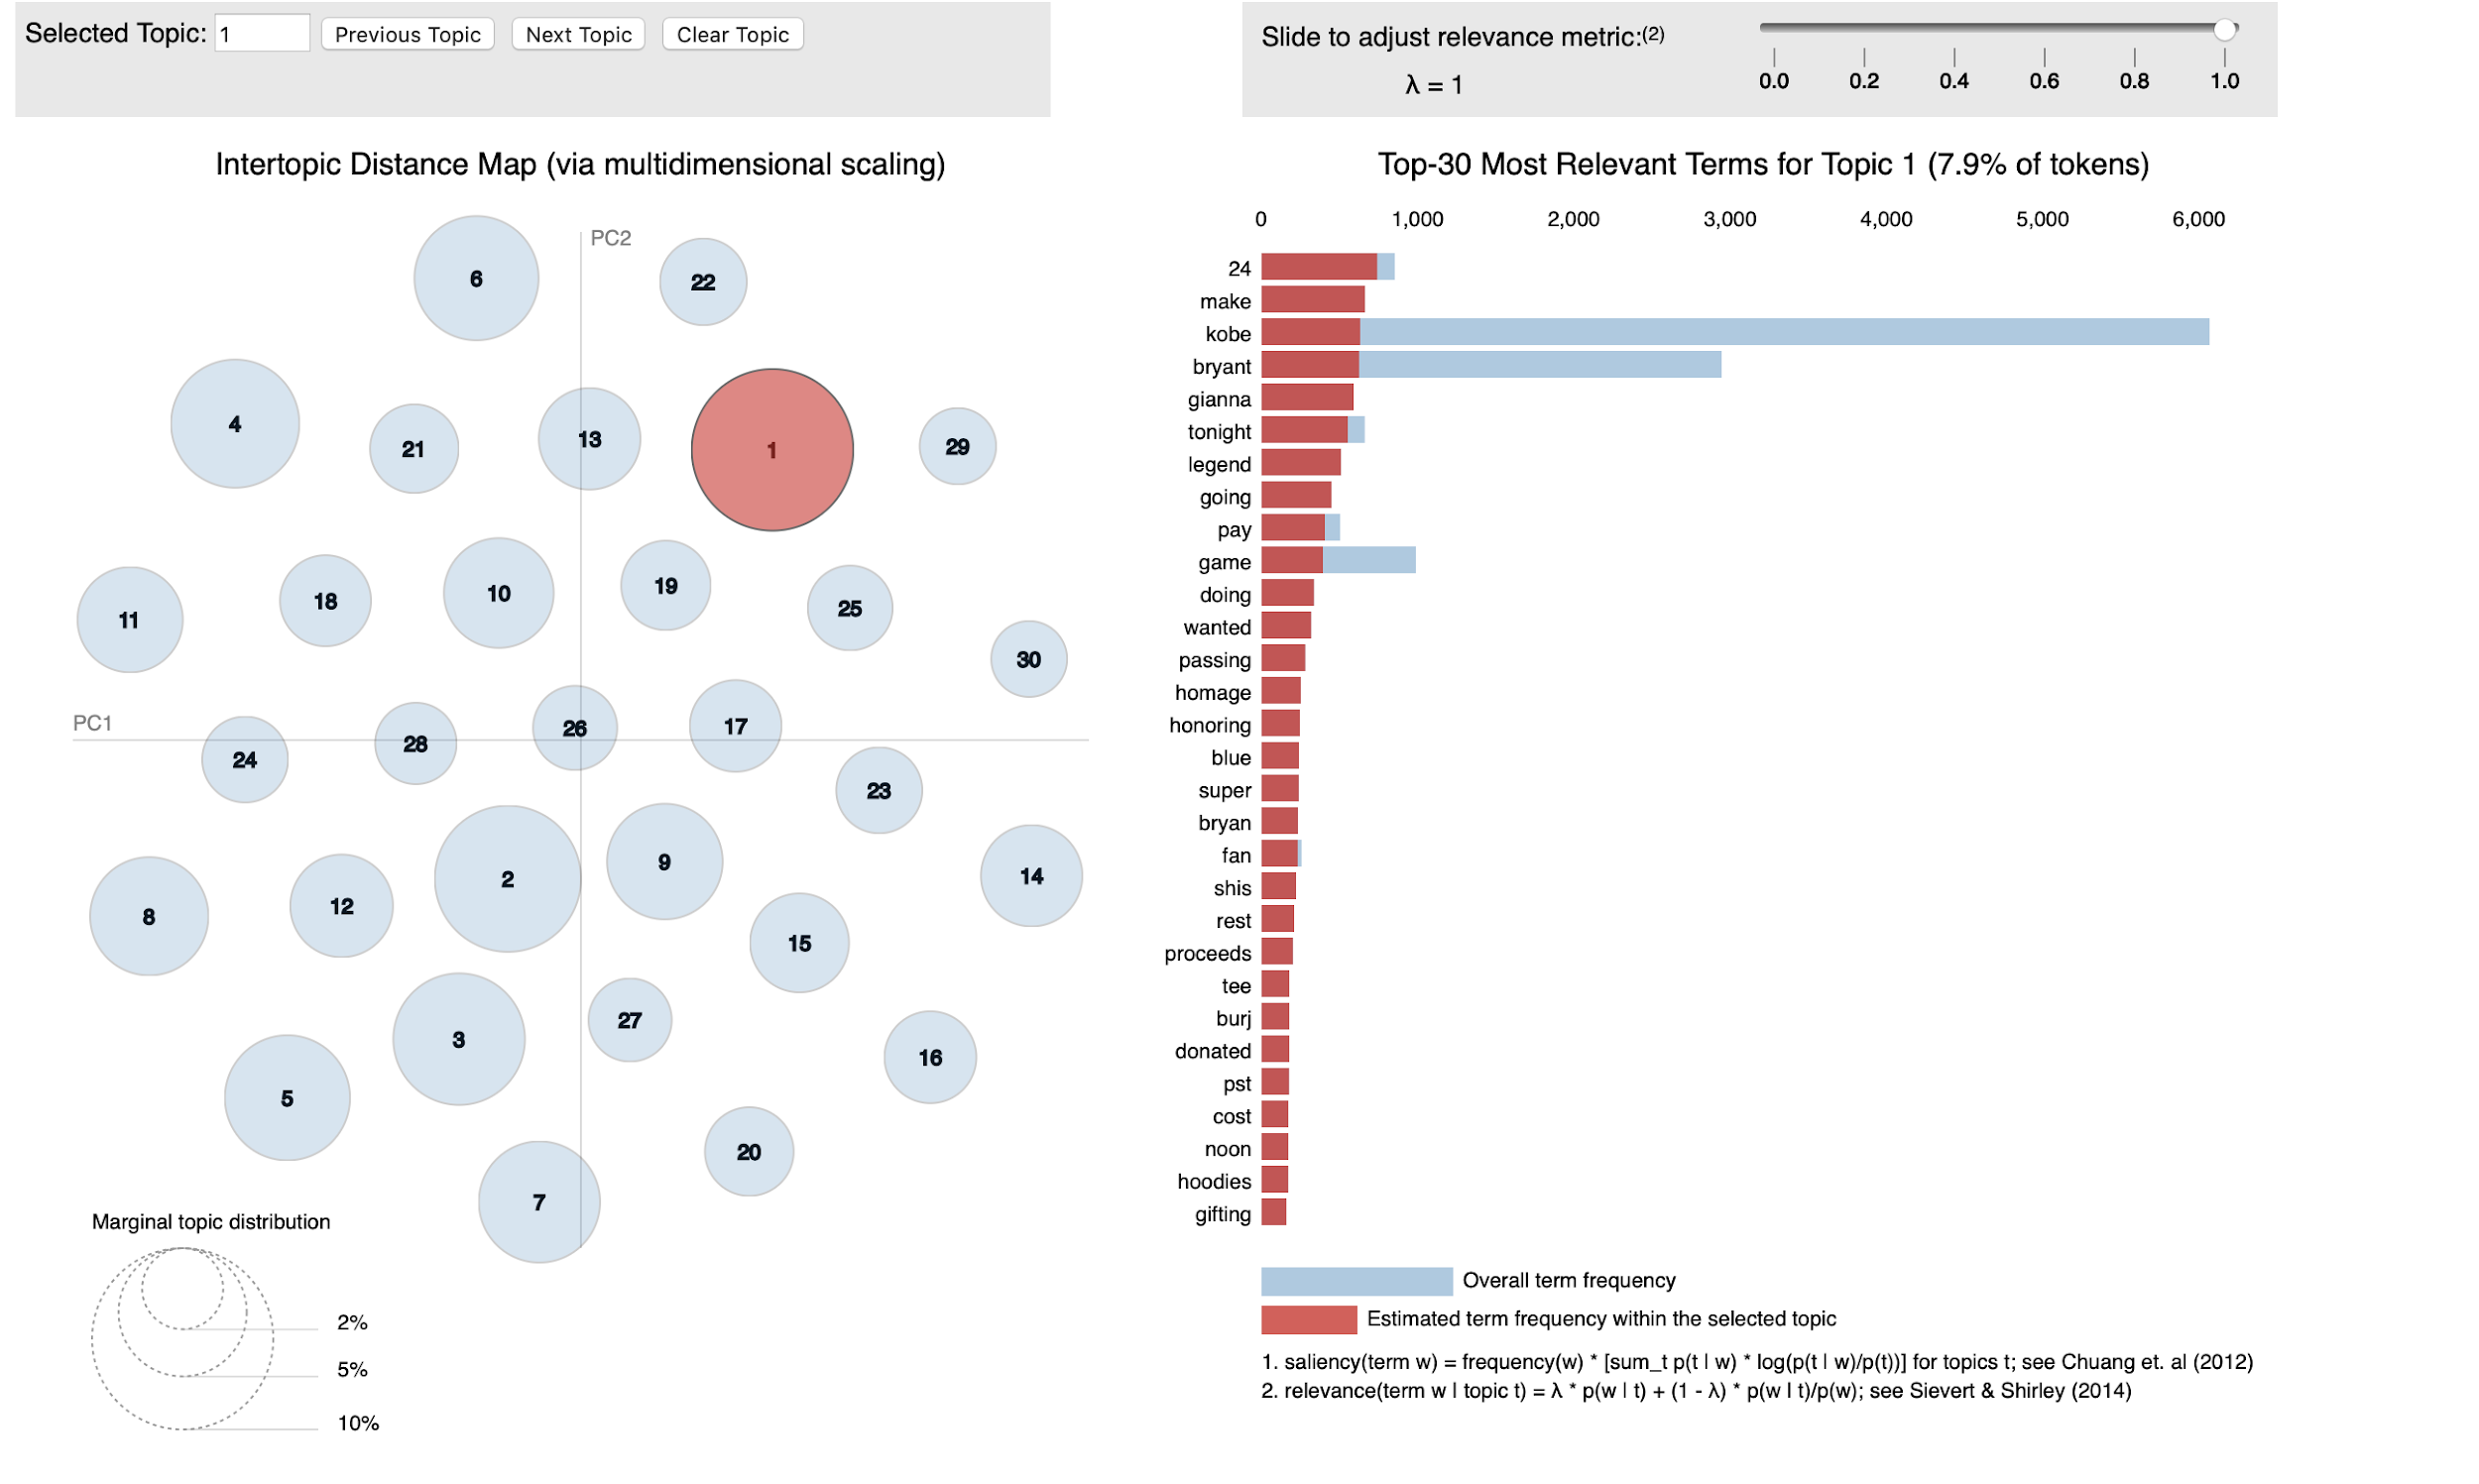 Selected Topic: 1 Previous Topic Next Topic Clear Topic
Slide to adjust relevance metric:(2)
λ = 1
0.0 0.2 0.4 0.6 0.8 1.0
Intertopic Distance Map (via multidimensional scaling)
PC2
6
22
4
21
13
1
29
11
18
10
19
25
30
PC1
24
28
26
17
23
8
12
2
9
14
15
3
27
5
16
20
7
Marginal topic distribution
2%
5%
10%
Top-30 Most Relevant Terms for Topic 1 (7.9% of tokens)
0 1,000 2,000 3,000 4,000 5,000 6,000
24
make
kobe
bryant
gianna
tonight
legend
going
pay
game
doing
wanted
passing
homage
honoring
blue
super
bryan
fan
shis
rest
proceeds
tee
burj
donated
pst
cost
noon
hoodies
gifting
Overall term frequency
Estimated term frequency within the selected topic
1. saliency(term w) = frequency(w) * [sum_t p(t | w) * log(p(t | w)/p(t))] for topics t; see Chuang et. al (2012)
2. relevance(term w | topic t) = λ * p(w | t) + (1 - λ) * p(w | t)/p(w); see Sievert & Shirley (2014)